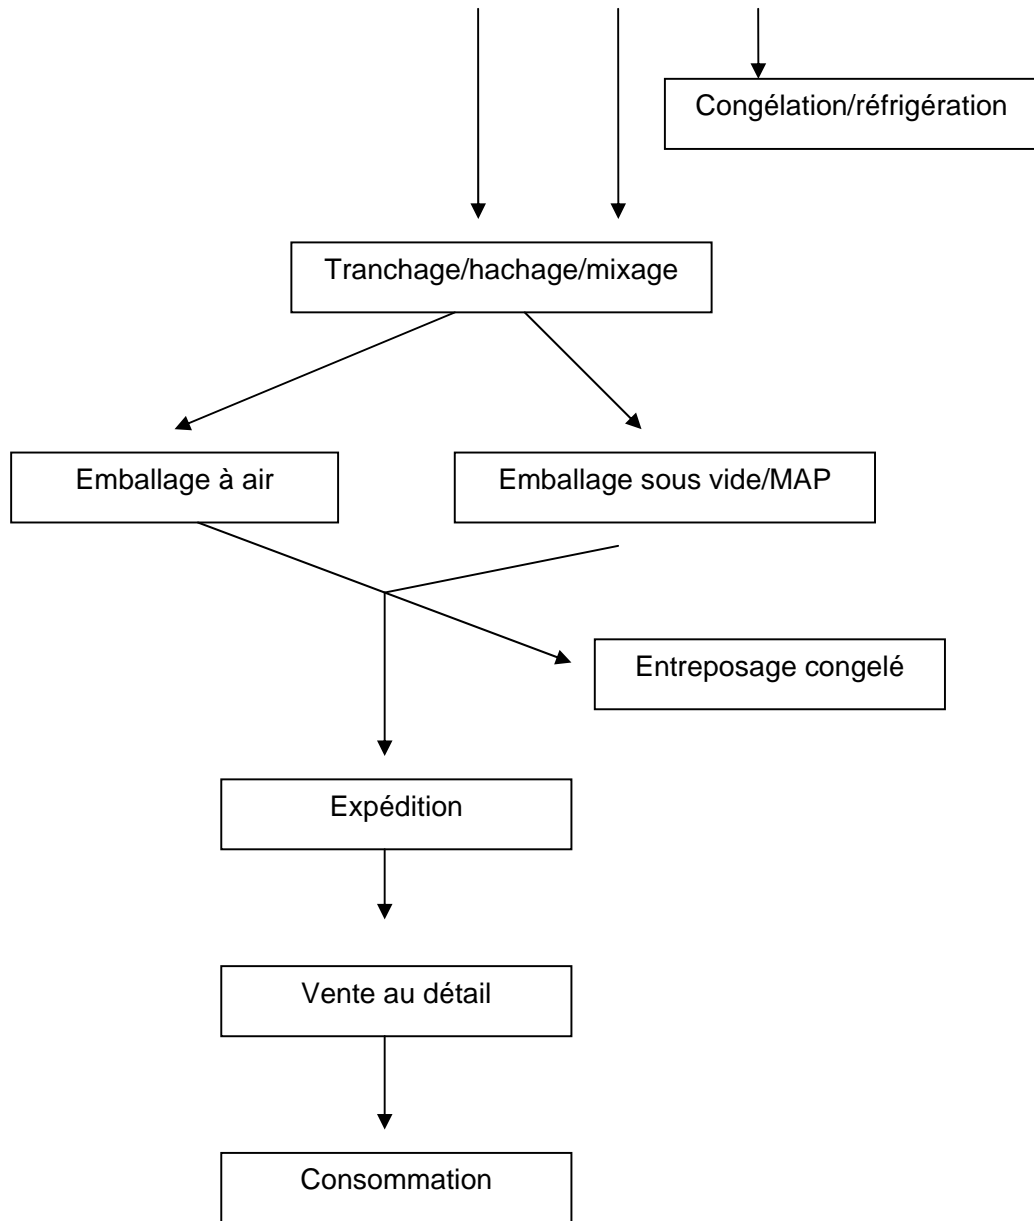 Congélation/réfrigération
Tranchage/hachage/mixage
Emballage à air
Emballage sous vide/MAP
Entreposage congelé
Expédition
Vente au détail
Consommation